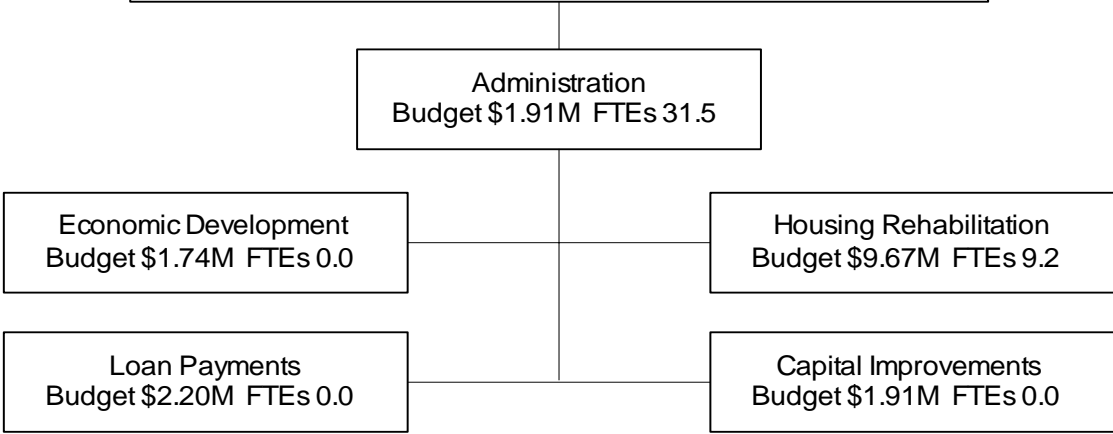 Administration
Budget $1.91M FTEs 31.5
Economic Development
Budget $1.74M FTEs 0.0
Housing Rehabilitation
Budget $9.67M FTEs 9.2
Loan Payments
Budget $2.20M FTEs 0.0
Capital Improvements
Budget $1.91M FTEs 0.0